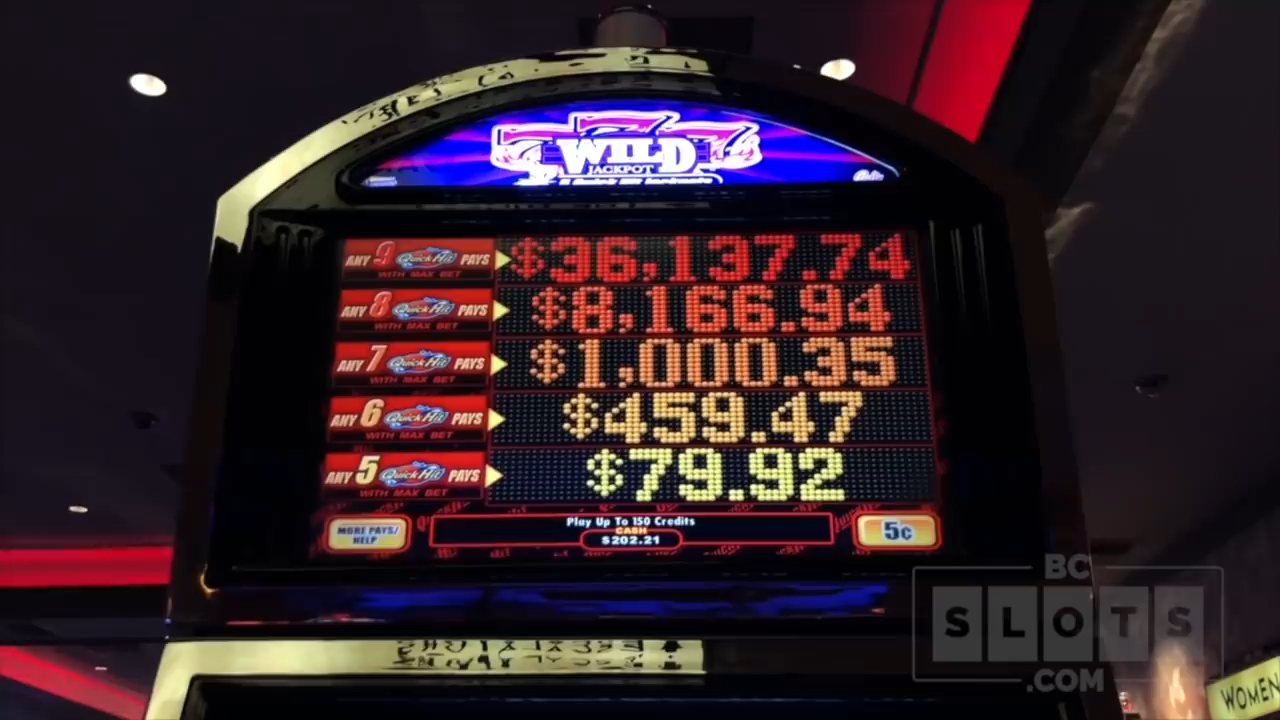 777
WILD
JACKPOT
ANY 9 Quick Hit PAYS $36,137.74
WITH MAX BET
ANY 8 Quick Hit PAYS $8,166.94
WITH MAX BET
ANY 7 Quick Hit PAYS $1,000.35
WITH MAX BET
ANY 6 Quick Hit PAYS $459.47
WITH MAX BET
ANY 5 Quick Hit PAYS $79.92
WITH MAX BET
MORE PAYS/
HELP
Play Up To 150 Credits
CASH
$202.21
5¢
BC
SLOTS
.COM
WOMEN